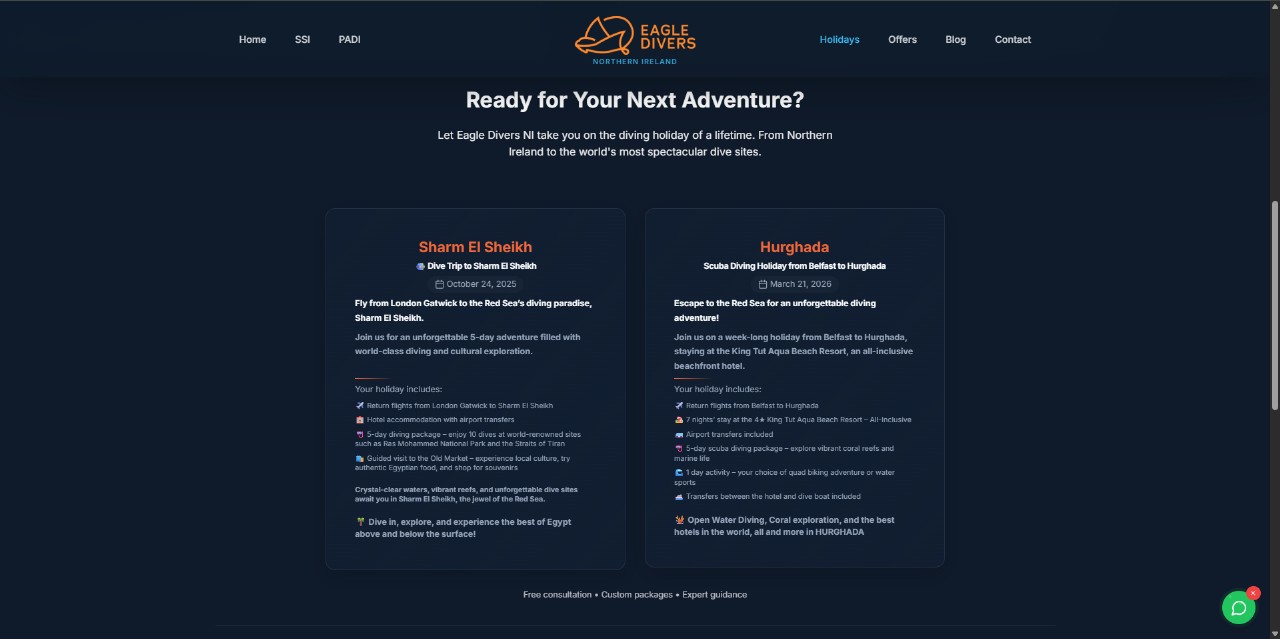 Home SSI PADI EAGLE DIVERS NORTHERN IRELAND Holidays Offers Blog Contact
Ready for Your Next Adventure?
Let Eagle Divers NI take you on the diving holiday of a lifetime. From Northern
Ireland to the world's most spectacular dive sites.
Sharm El Sheikh
Dive Trip to Sharm El Sheikh
October 24, 2025
Fly from London Gatwick to the Red Sea's diving paradise,
Sharm El Sheikh.
Join us for an unforgettable 5-day adventure filled with
world-class diving and cultural exploration.
Your holiday includes:
✈️ Return flights from London Gatwick to Sharm El Sheikh
🏨 Hotel accommodation with airport transfers
🤿 5-day diving package – enjoy 10 dives at world-renowned sites
such as Ras Mohammed National Park and the Straits of Tiran
🎭 Guided visit to the Old Market – experience local culture, try
authentic Egyptian food, and shop for souvenirs
Crystal-clear waters, vibrant reefs, and unforgettable dive sites
await you in Sharm El Sheikh, the jewel of the Red Sea.
🌴 Dive in, explore, and experience the best of Egypt
above and below the surface!
Hurghada
Scuba Diving Holiday from Belfast to Hurghada
March 21, 2026
Escape to the Red Sea for an unforgettable diving
adventure!
Join us on a week-long holiday from Belfast to Hurghada,
staying at the King Tut Aqua Beach Resort, an all-inclusive
beachfront hotel.
Your holiday includes:
✈️ Return flights from Belfast to Hurghada
🏖️ 7 nights' stay at the 4★ King Tut Aqua Beach Resort – All-Inclusive
🚌 Airport transfers included
🤿 5-day scuba diving package – explore vibrant coral reefs and
marine life
🌊 1 day activity – your choice of quad biking adventure or water
sports
🛥️ Transfers between the hotel and dive boat included
🪸 Open Water Diving, Coral exploration, and the best
hotels in the world, all and more in HURGHADA
Free consultation • Custom packages • Expert guidance